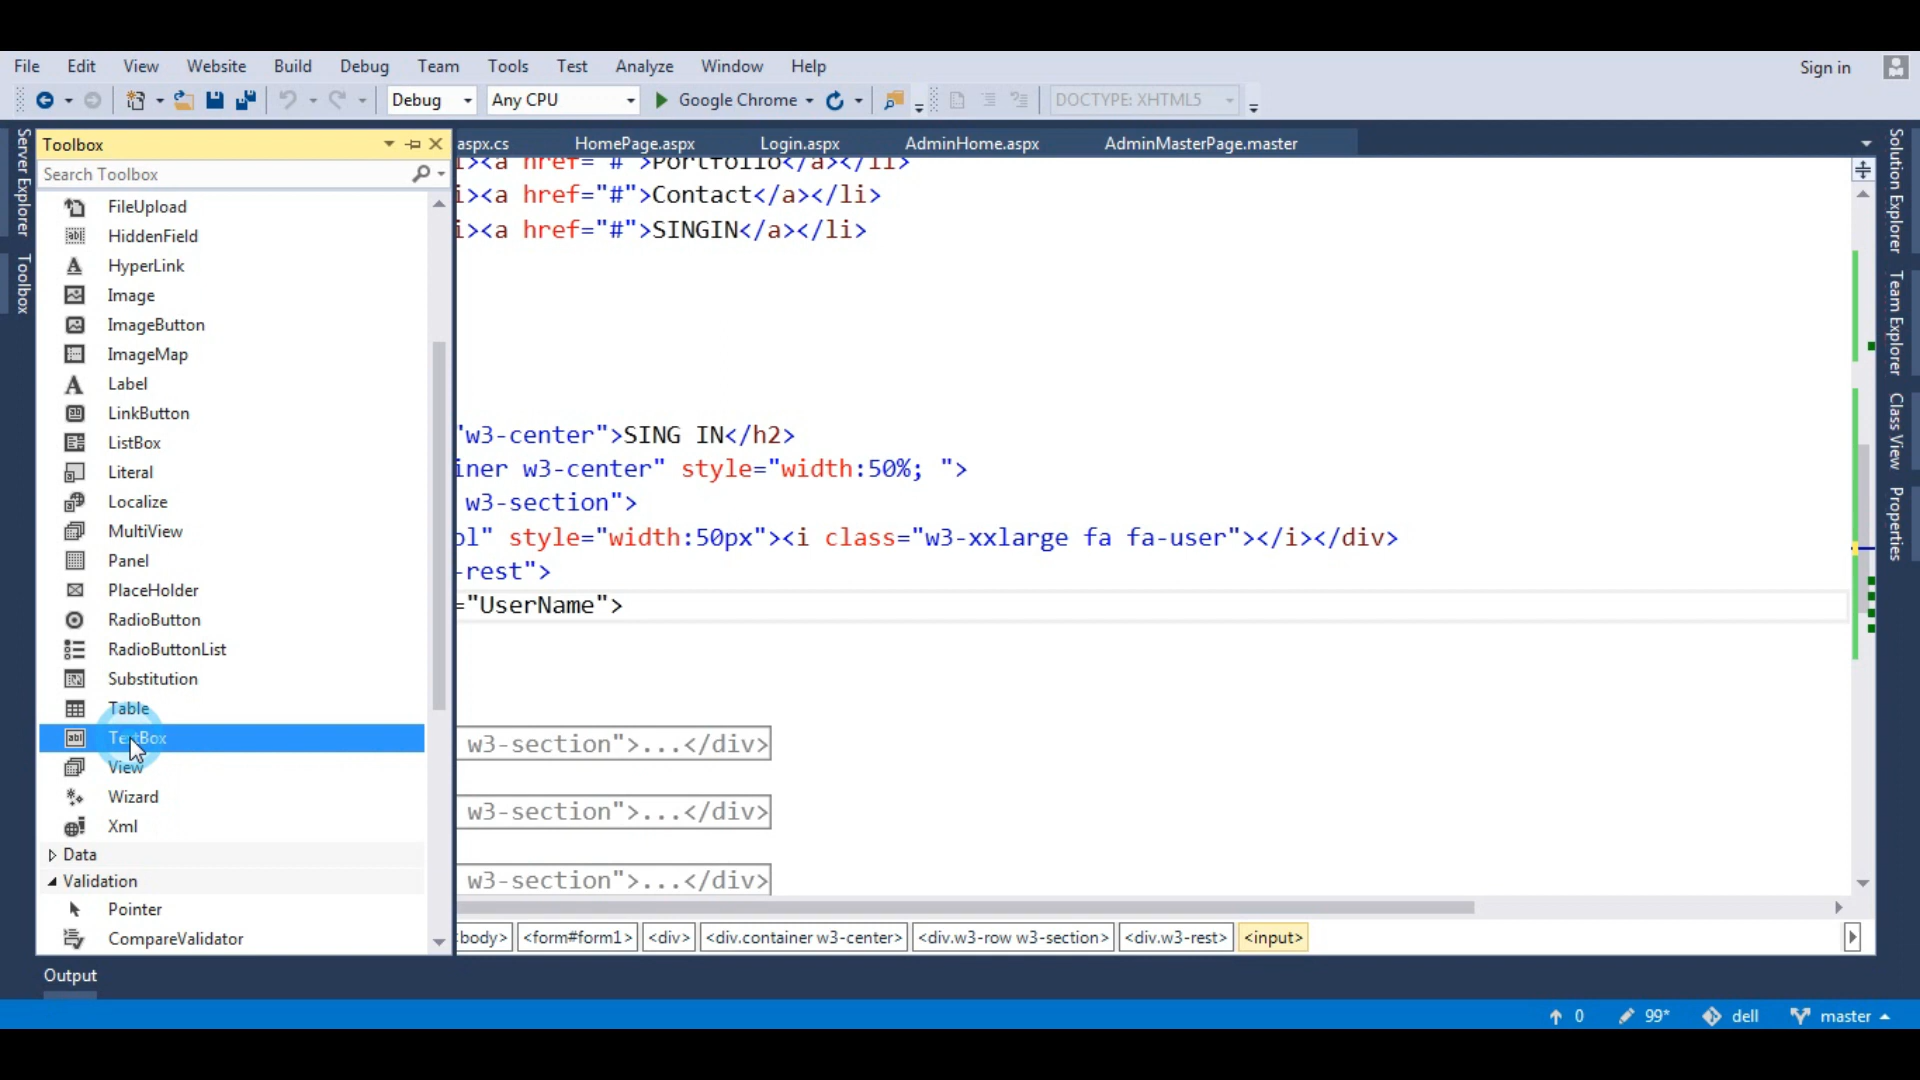 File Edit View Website Build Debug Team Tools Test Analyze Window Help Sign in
Debug Any CPU Google Chrome DOCTYPE: XHTML5
Server Explorer
Toolbox
Toolbox
Search Toolbox
FileUpload
HiddenField
HyperLink
Image
ImageButton
ImageMap
Label
LinkButton
ListBox
Literal
Localize
MultiView
Panel
PlaceHolder
RadioButton
RadioButtonList
Substitution
Table
TextBox
View
Wizard
Xml
Data
Validation
Pointer
CompareValidator
aspx.cs HomePage.aspx Login.aspx AdminHome.aspx AdminMasterPage.master
i><a href="#">Portfolio</a></li>
i><a href="#">Contact</a></li>
i><a href="#">SINGIN</a></li>
"w3-center">SING IN</h2>
iner w3-center" style="width:50%; ">
w3-section">
ol" style="width:50px"><i class="w3-xxlarge fa fa-user"></i></div>
-rest">
="UserName">
w3-section">...</div>
w3-section">...</div>
w3-section">...</div>
<body> <form#form1> <div> <div.container w3-center> <div.w3-row w3-section> <div.w3-rest> <input>
Solution Explorer
Team Explorer
Class View
Properties
Output
0 99* dell master